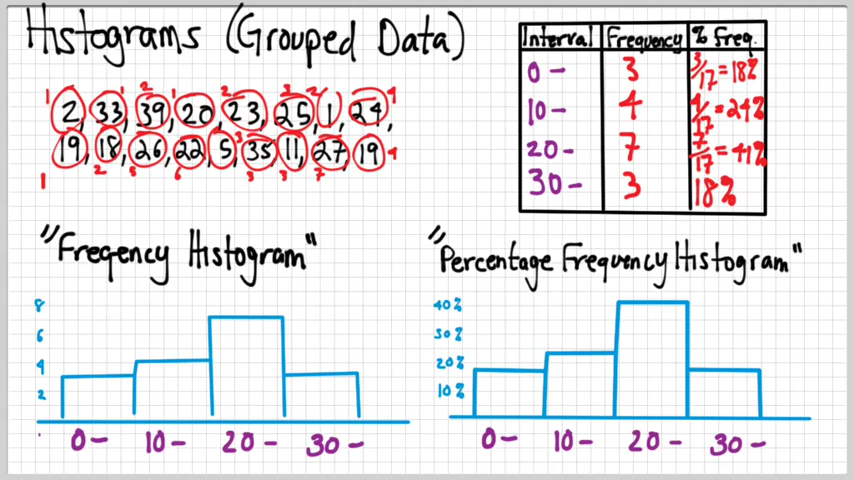 Histograms (Grouped Data)
2, 33, 39, 20, 23, 25, 1, 24,
19, 18, 26, 22, 5, 35, 11, 27, 19
Interval Frequency % Freq.
0- 3 3/17 = 18%
10- 4 4/17 = 24%
20- 7 7/17 = 41%
30- 3 18%
"Freqency Histogram"
8
6
4
2
0- 10- 20- 30-
"Percentage Frequency Histogram"
40%
30%
20%
10%
0- 10- 20- 30-